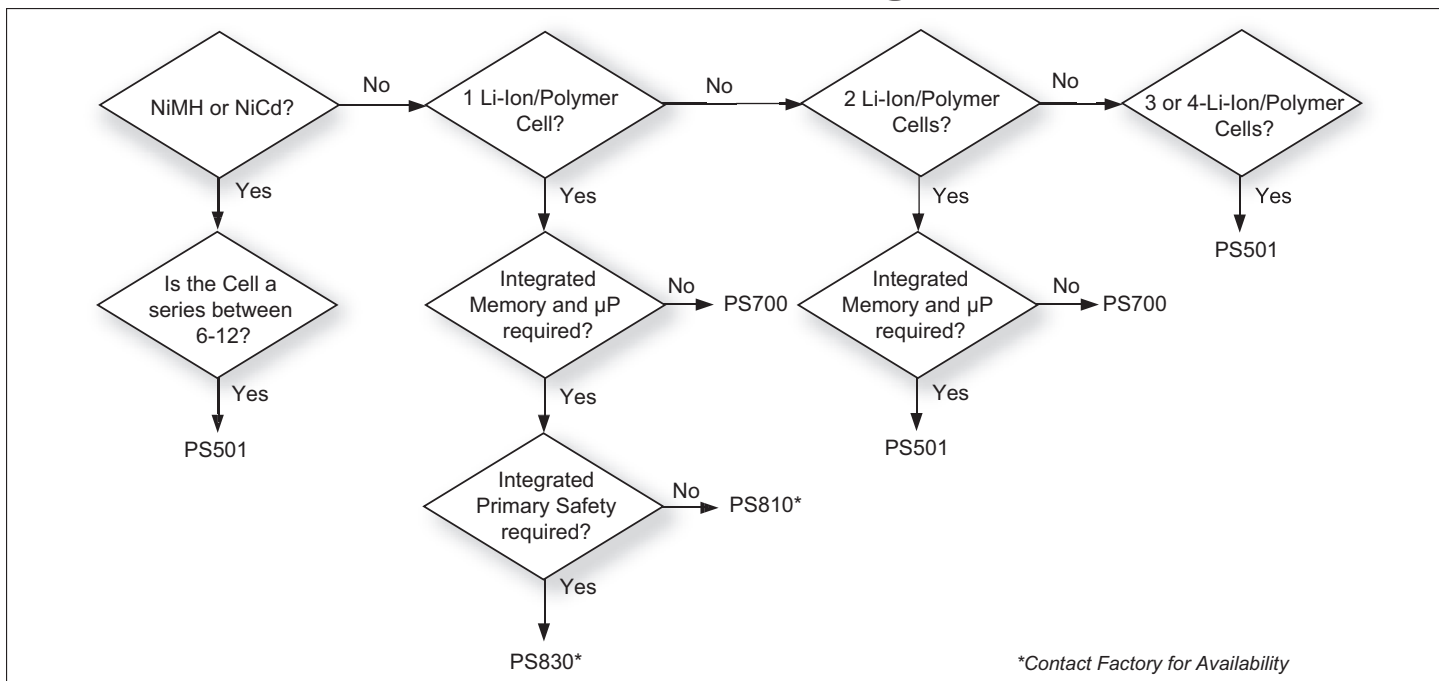 NiMH or NiCd?
No
1 Li-Ion/Polymer
Cell?
No
2 Li-Ion/Polymer
Cells?
No
3 or 4-Li-Ion/Polymer
Cells?
Yes
Yes
Yes
Yes
PS501
Is the Cell a
series between
6-12?
Integrated
Memory and µP
required?
No
PS700
Integrated
Memory and µP
required?
No
PS700
Yes
Yes
Yes
PS501
PS501
Integrated
Primary Safety
required?
No
PS810*
Yes
PS830*
*Contact Factory for Availability